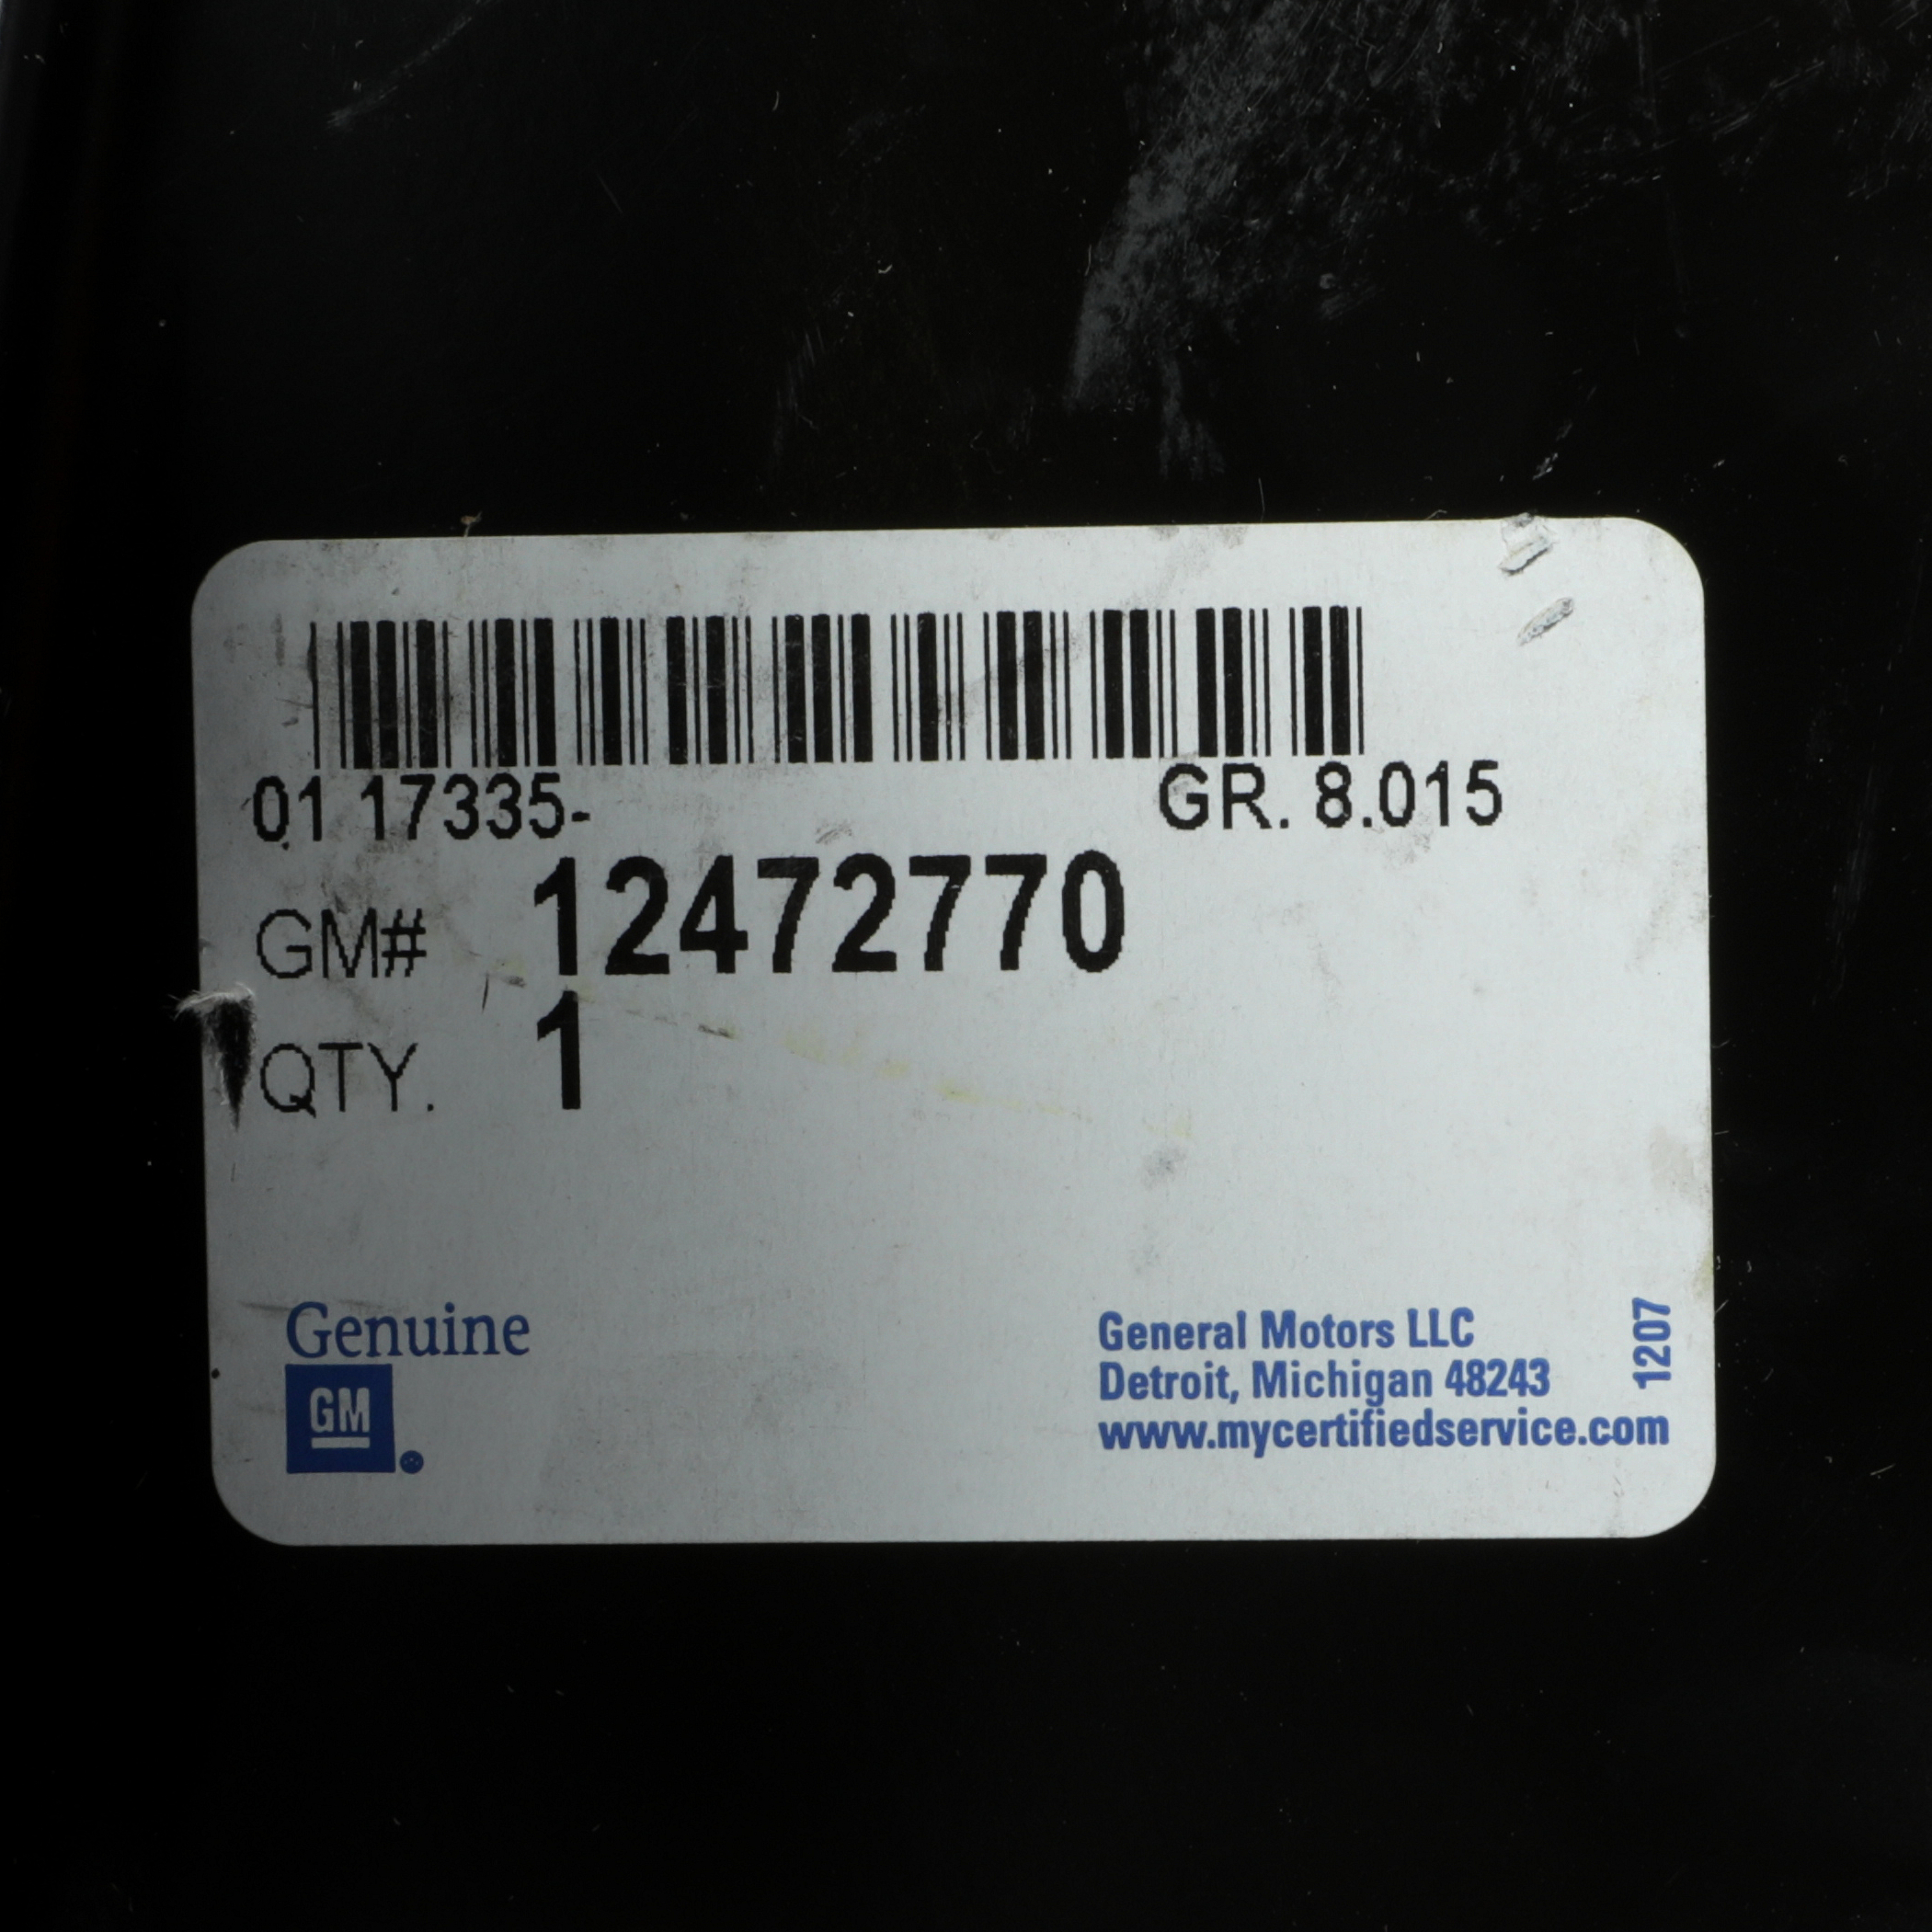 01 17335-
GR. 8.015
GM# 12472770
QTY. 1
Genuine
GM
General Motors LLC
Detroit, Michigan 48243
www.mycertifiedservice.com
1207